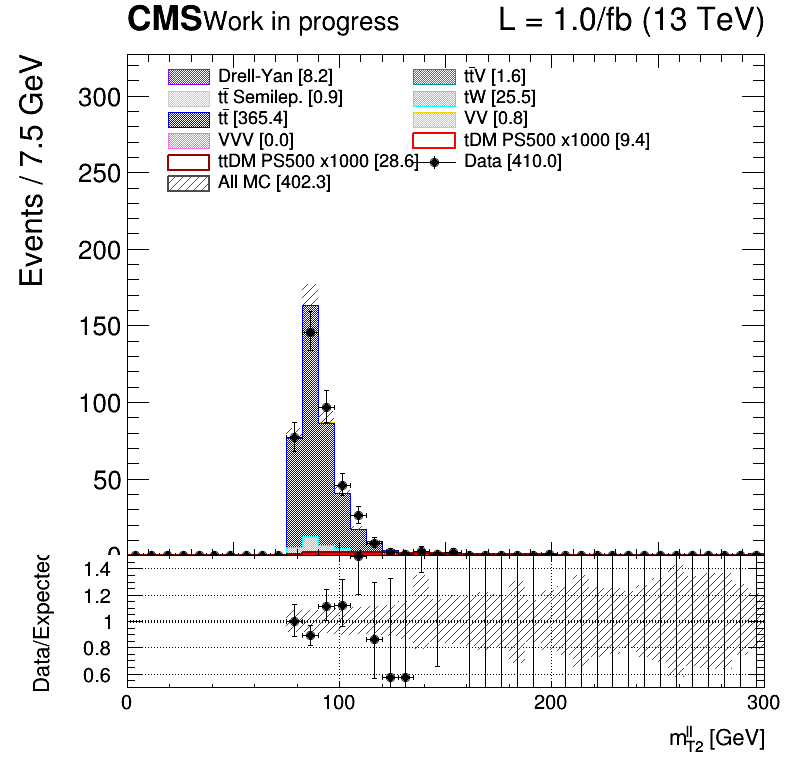 CMS Work in progress L = 1.0/fb (13 TeV)
Drell-Yan [8.2] tt̄V [1.6]
tt̄ Semilep. [0.9] tW [25.5]
tt̄ [365.4] VV [0.8]
VVV [0.0] tDM PS500 x1000 [9.4]
ttDM PS500 x1000 [28.6] Data [410.0]
All MC [402.3]
Events / 7.5 GeV
300
250
200
150
100
50
0
Data/Expected
1.4
1.2
1
0.8
0.6
0 100 200 300
m_{T2}^{ll} [GeV]